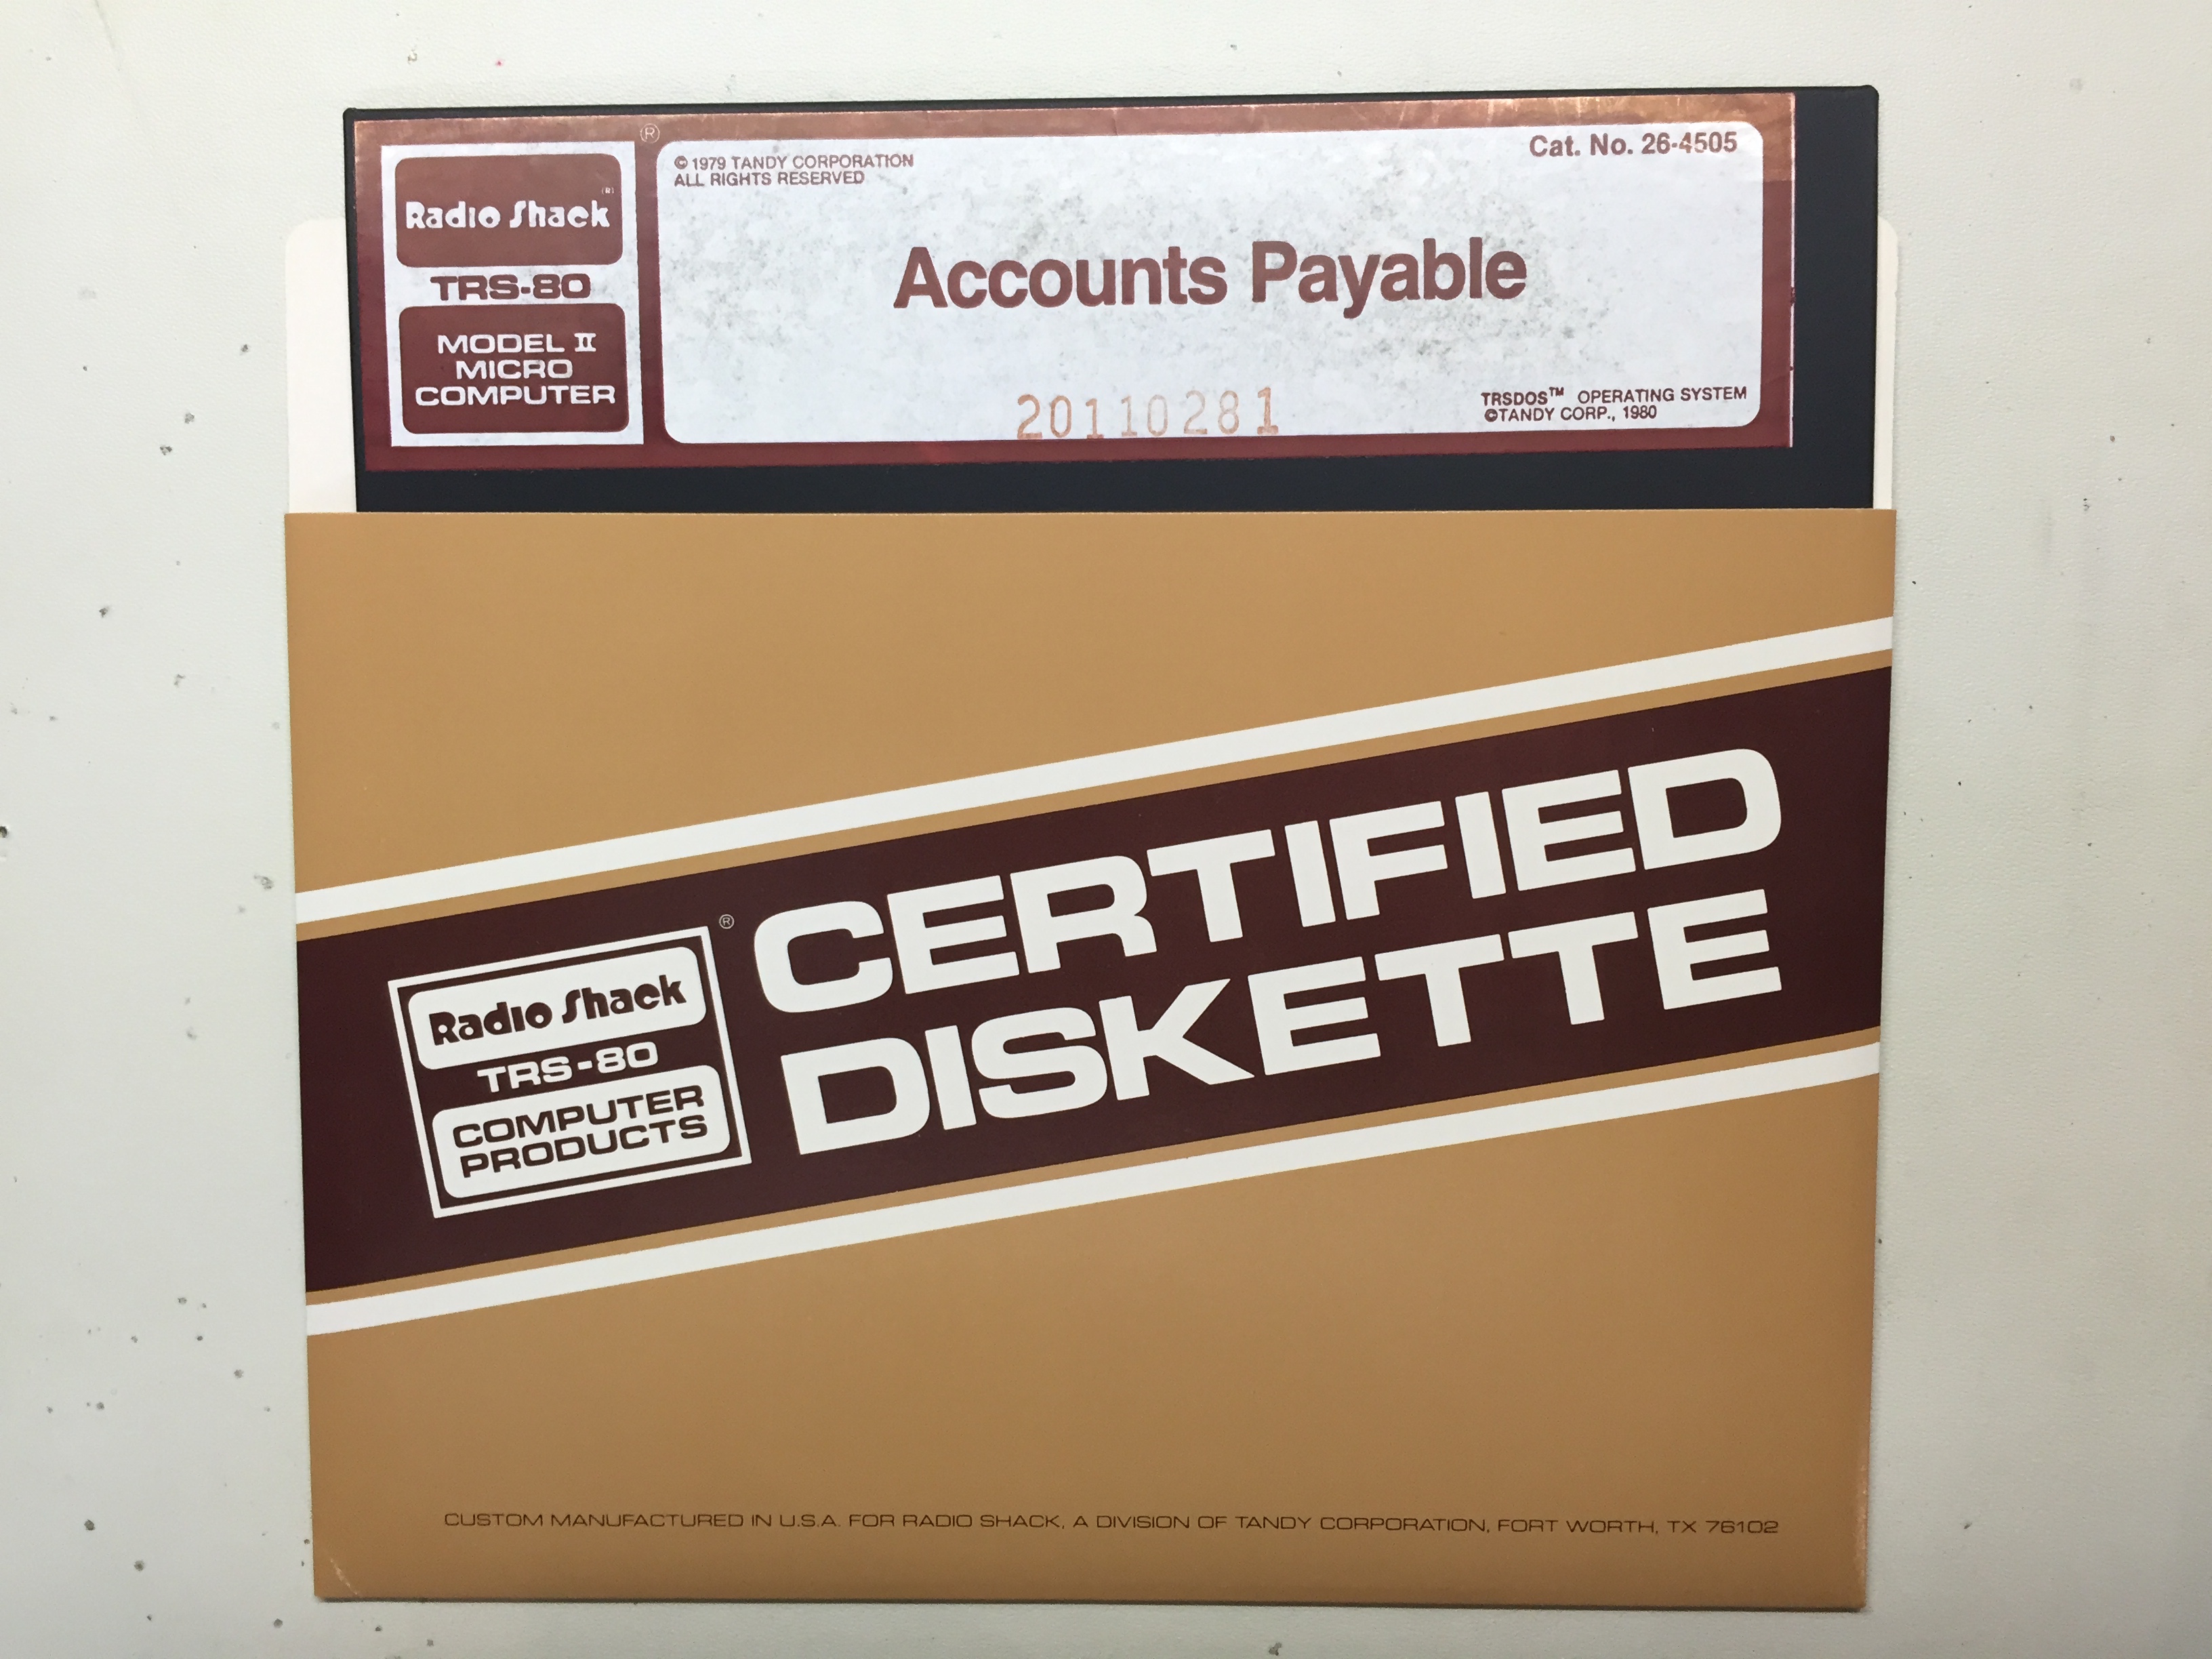 ®
Radio Shack (R)
TRS-80
MODEL II
MICRO
COMPUTER
© 1979 TANDY CORPORATION
ALL RIGHTS RESERVED
Cat. No. 26-4505
Accounts Payable
20110281
TRSDOS™ OPERATING SYSTEM
©TANDY CORP., 1980
Radio Shack ®
TRS-80
COMPUTER
PRODUCTS
CERTIFIED
DISKETTE
CUSTOM MANUFACTURED IN U.S.A. FOR RADIO SHACK, A DIVISION OF TANDY CORPORATION, FORT WORTH, TX 76102